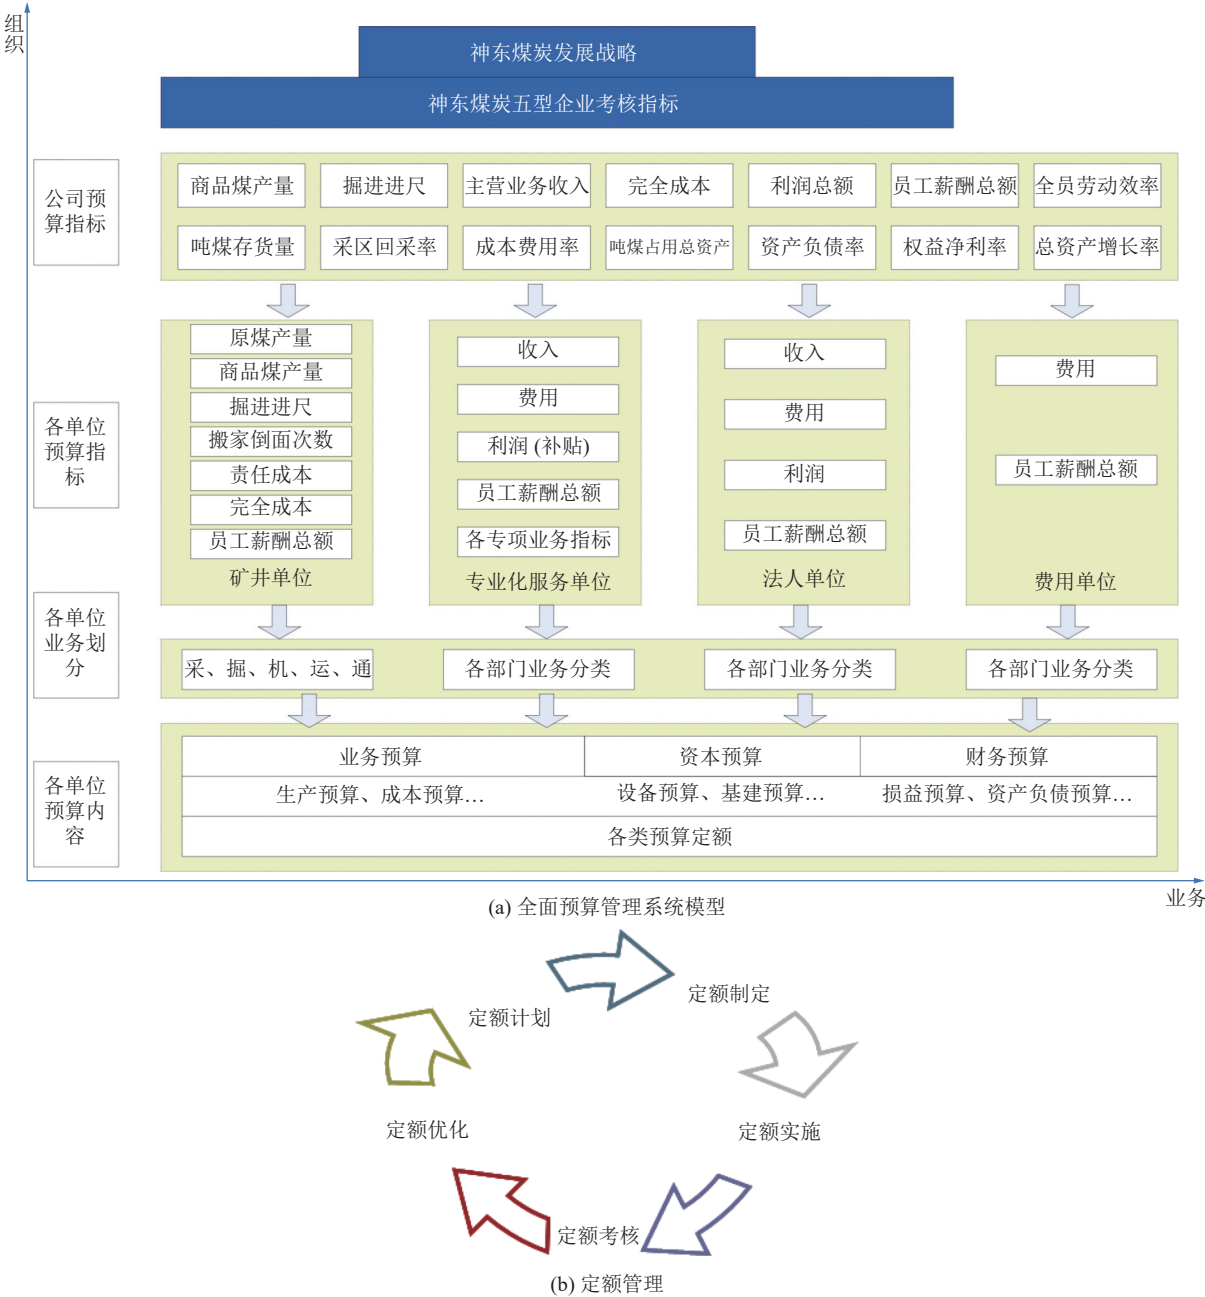 组
织
神东煤炭发展战略
神东煤炭五型企业考核指标
公司预
算指标
商品煤产量
掘进进尺
主营业务收入
完全成本
利润总额
员工薪酬总额
全员劳动效率
吨煤存货量
采区回采率
成本费用率
吨煤占用总资产
资产负债率
权益净利率
总资产增长率
各单位
预算指
标
原煤产量
商品煤产量
掘进进尺
搬家倒面次数
责任成本
完全成本
员工薪酬总额
矿井单位
收入
费用
利润 (补贴)
员工薪酬总额
各专项业务指标
专业化服务单位
收入
费用
利润
员工薪酬总额
法人单位
费用
员工薪酬总额
费用单位
各单位
业务划
分
采、掘、机、运、通
各部门业务分类
各部门业务分类
各部门业务分类
各单位
预算内
容
业务预算
资本预算
财务预算
生产预算、成本预算…
设备预算、基建预算…
损益预算、资产负债预算…
各类预算定额
业务
(a) 全面预算管理系统模型
定额计划
定额制定
定额优化
定额实施
定额考核
(b) 定额管理